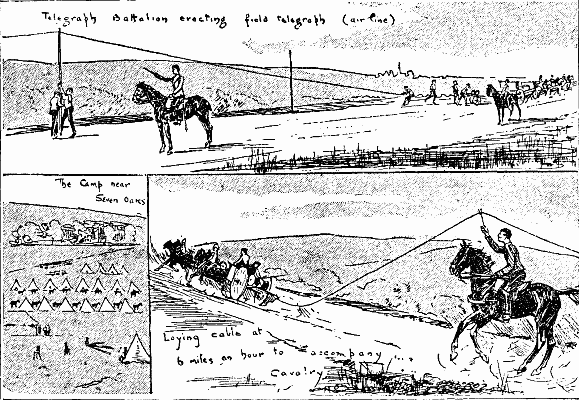 Telegraph Battalion erecting field telegraph (air line)
The Camp near
Seven Oaks
Laying cable at
6 miles an hour to accompany
Cavalry